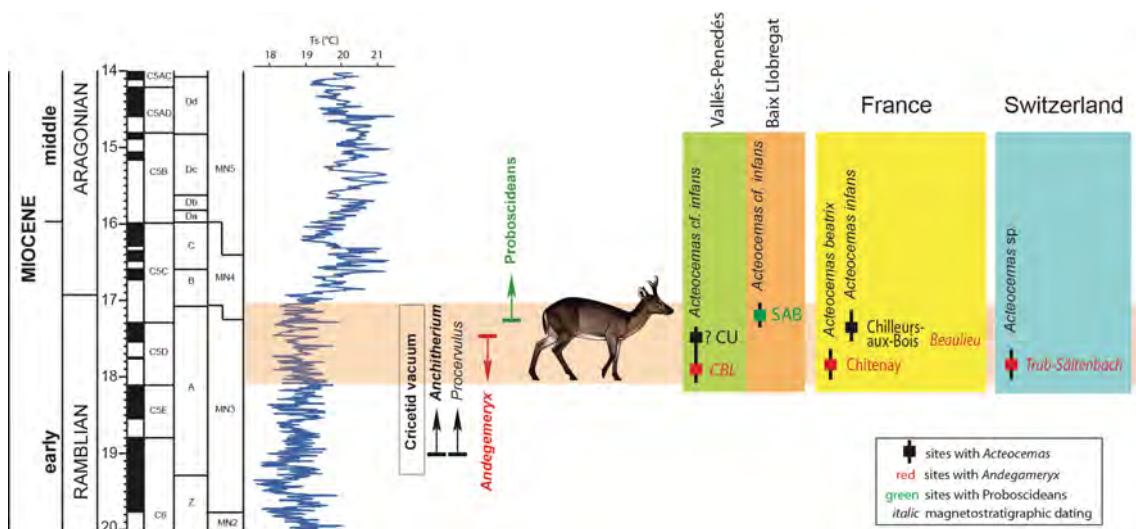 Ts (°C)
18 19 20 21
MIOCENE
middle
early
ARAGONIAN
RAMBLIAN
14
15
16
17
18
19
20
C5AC
C5AD
C5B
C5C
C5D
C5E
C6
Dd
Dc
Db
Da
C
B
A
Z
MN5
MN4
MN3
MN2
Cricetid vacuum
Anchitherium
Procervulus
Andegemeryx
Proboscideans
Vallés-Penedés
Baix Llobregat
France
Switzerland
Acteocemas cf. infans
? CU
CBL
Acteocemas cf. infans
SAB
Acteocemas beatrix
Acteocemas infans
Chilleurs-
aux-Bois
Beaulieu
Chitenay
Acteocemas sp.
Trub-Sältenbach
sites with Acteocemas
red sites with Andegameryx
green sites with Proboscideans
italic magnetostratigraphic dating